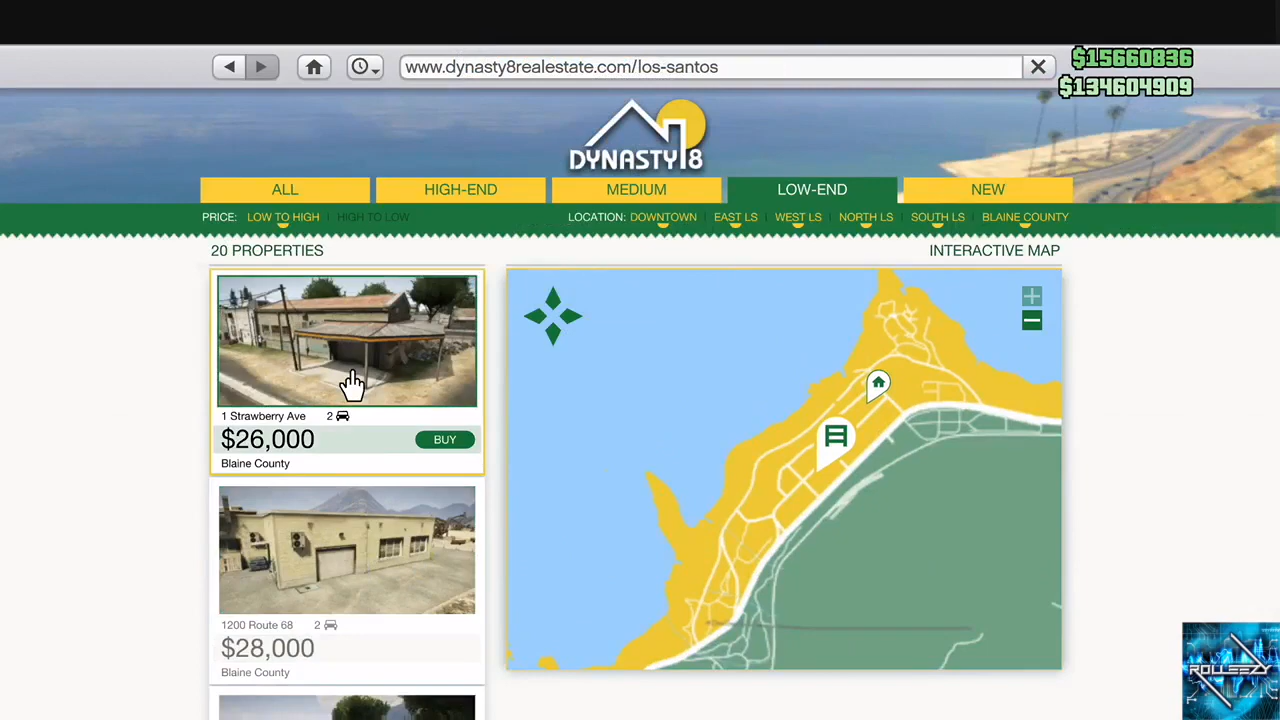 www.dynasty8realestate.com/los-santos
$15660836
$134604909
DYNASTY8
ALL HIGH-END MEDIUM LOW-END NEW
PRICE: LOW TO HIGH | HIGH TO LOW LOCATION: DOWNTOWN | EAST LS | WEST LS | NORTH LS | SOUTH LS | BLAINE COUNTY
20 PROPERTIES INTERACTIVE MAP
1 Strawberry Ave 2
$26,000 BUY
Blaine County
1200 Route 68 2
$28,000
Blaine County
ROLLEEZY